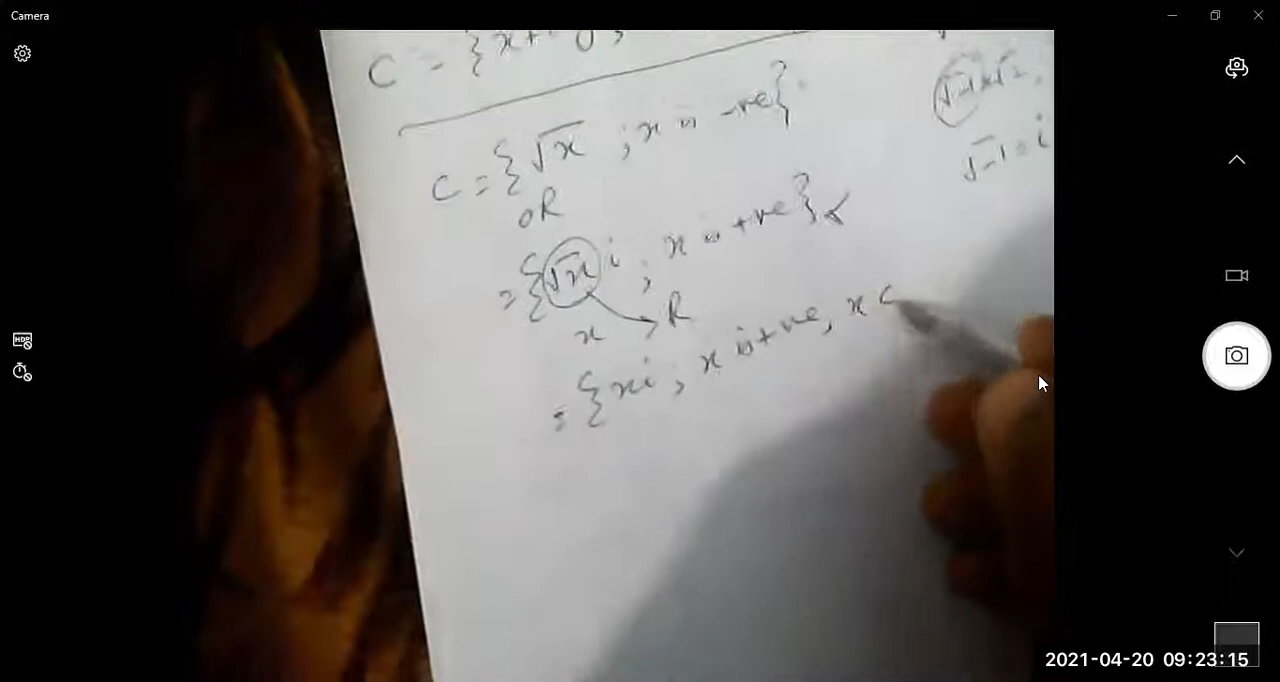 Camera
C = {x+
C = {√x ; x is -ve}
OR
= {√x i ; x is +ve}
x R
= {xi ; x is +ve, x
√-1 = i
2021-04-20 09:23:15